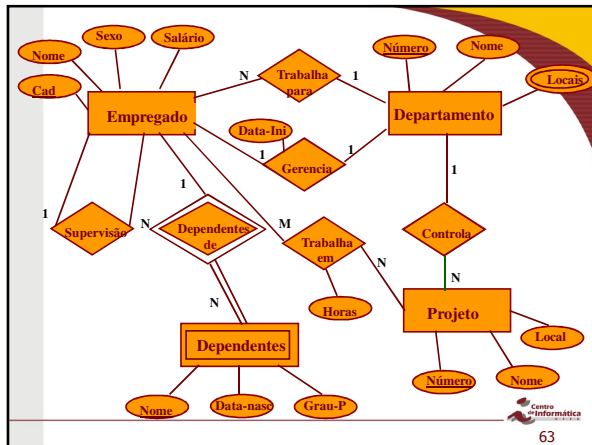 Sexo
Salário
Nome
Cad
Empregado
N
Trabalha
para
1
Número
Nome
Locais
Departamento
Data-Ini
1
Gerencia
1
1
Supervisão
N
1
Dependentes
de
N
M
Trabalha
em
N
Horas
1
Controla
N
Projeto
Local
Número
Nome
Dependentes
Nome
Data-nasc
Grau-P
Centro
de Informática
63